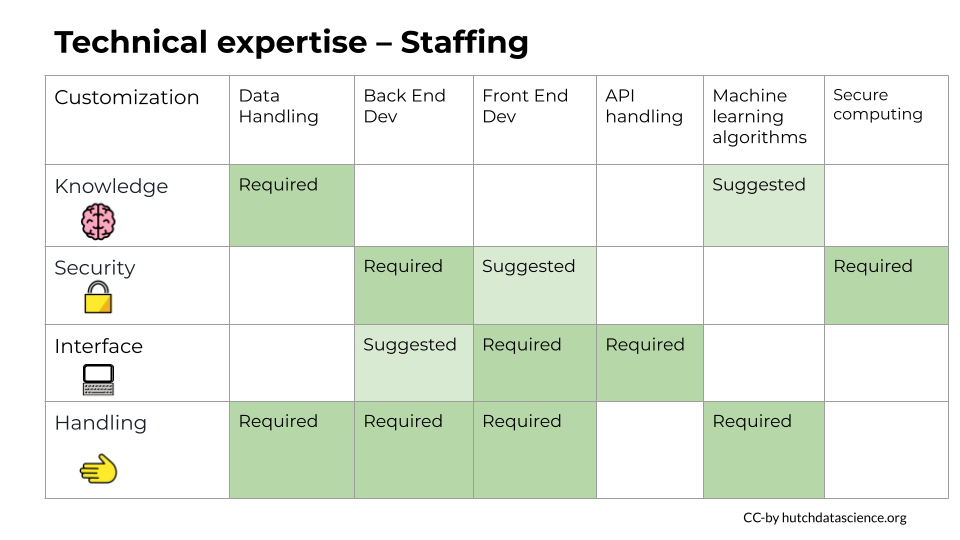 Technical expertise – Staffing
Customization
Data
Handling
Back End
Dev
Front End
Dev
API
handling
Machine
learning
algorithms
Secure
computing
Knowledge
Required
Suggested
Security
Required
Suggested
Required
Interface
Suggested
Required
Required
Handling
Required
Required
Required
Required
CC-by hutchdatascience.org